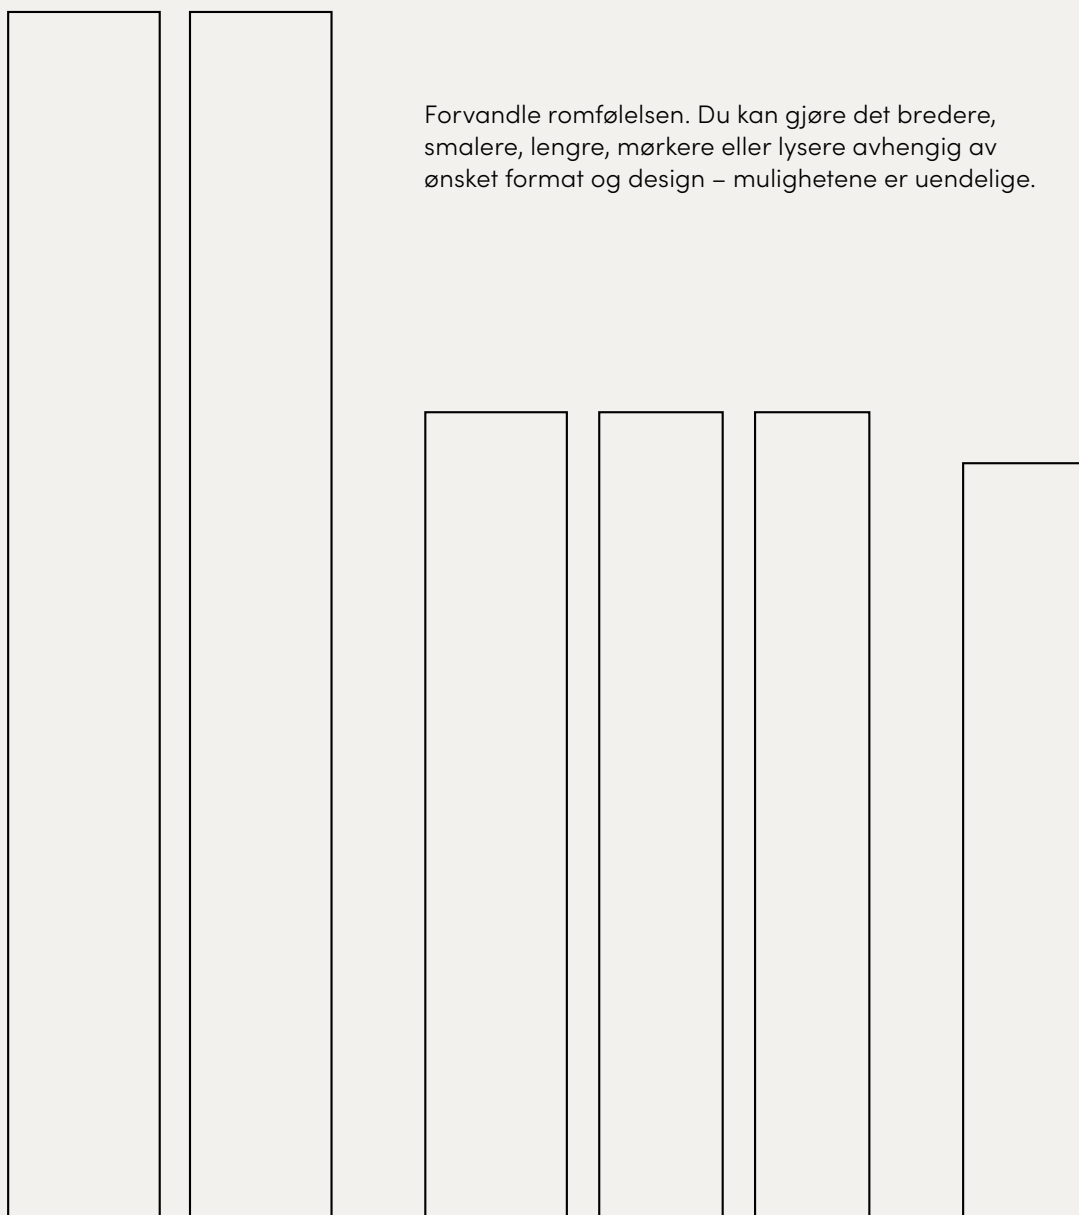 Forvandle romfølelsen. Du kan gjøre det bredere,
smalere, lengre, mørkere eller lysere avhengig av
ønsket format og design – mulighetene er uendelige.